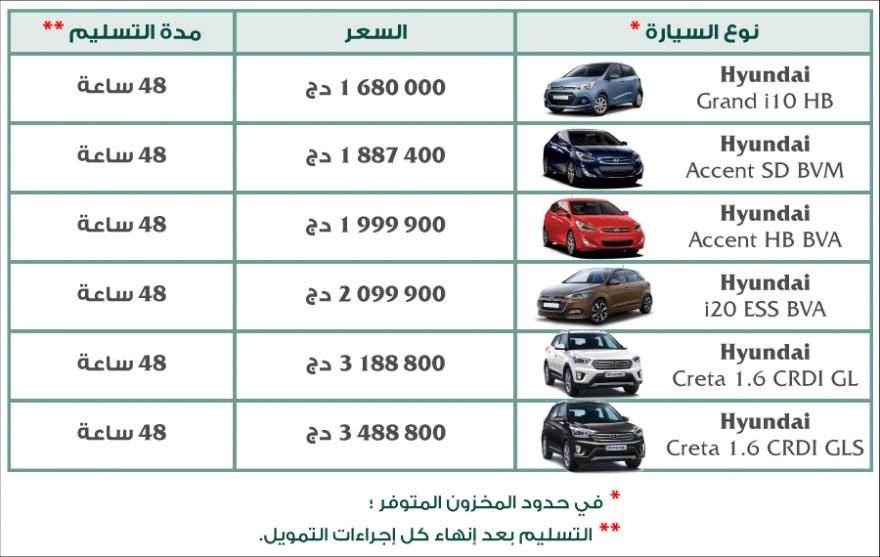 نوع السيارة *
السعر
مدة التسليم **
Hyundai
Grand i10 HB
1 680 000 دج
48 ساعة
Hyundai
Accent SD BVM
1 887 400 دج
48 ساعة
Hyundai
Accent HB BVA
1 999 900 دج
48 ساعة
Hyundai
i20 ESS BVA
2 099 900 دج
48 ساعة
Hyundai
Creta 1.6 CRDI GL
3 188 800 دج
48 ساعة
Hyundai
Creta 1.6 CRDI GLS
3 488 800 دج
48 ساعة
* في حدود المخزون المتوفر ؛
** التسليم بعد إنهاء كل إجراءات التمويل.